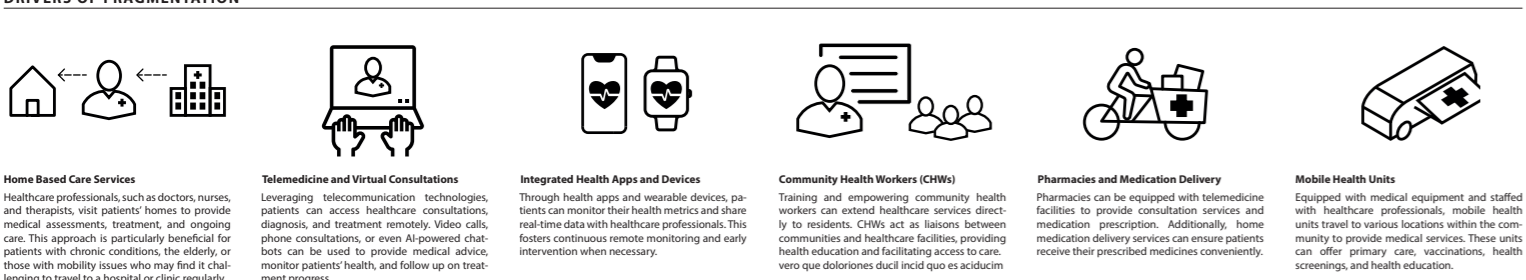 DRIVERS OF FRAGMENTATION
Home Based Care Services
Healthcare professionals, such as doctors, nurses,
and therapists, visit patients' homes to provide
medical assessments, treatment, and ongoing
care. This approach is particularly beneficial for
patients with chronic conditions, the elderly, or
those with mobility issues who may find it chal-
lenging to travel to a hospital or clinic regularly.
Telemedicine and Virtual Consultations
Leveraging telecommunication technologies,
patients can access healthcare consultations,
diagnosis, and treatment remotely. Video calls,
phone consultations, or even AI-powered chat-
bots can be used to provide medical advice,
monitor patients' health, and follow up on treat-
ment progress.
Integrated Health Apps and Devices
Through health apps and wearable devices, pa-
tients can monitor their health metrics and share
real-time data with healthcare professionals. This
fosters continuous remote monitoring and early
intervention when necessary.
Community Health Workers (CHWs)
Training and empowering community health
workers can extend healthcare services direct-
ly to residents. CHWs act as liaisons between
communities and healthcare facilities, providing
health education and facilitating access to care.
vero que doloriones ducil incid quo es aciducim
Pharmacies and Medication Delivery
Pharmacies can be equipped with telemedicine
facilities to provide consultation services and
medication prescription. Additionally, home
medication delivery services can ensure patients
receive their prescribed medicines conveniently.
Mobile Health Units
Equipped with medical equipment and staffed
with healthcare professionals, mobile health
units travel to various locations within the com-
munity to provide medical services. These units
can offer primary care, vaccinations, health
screenings, and health education.